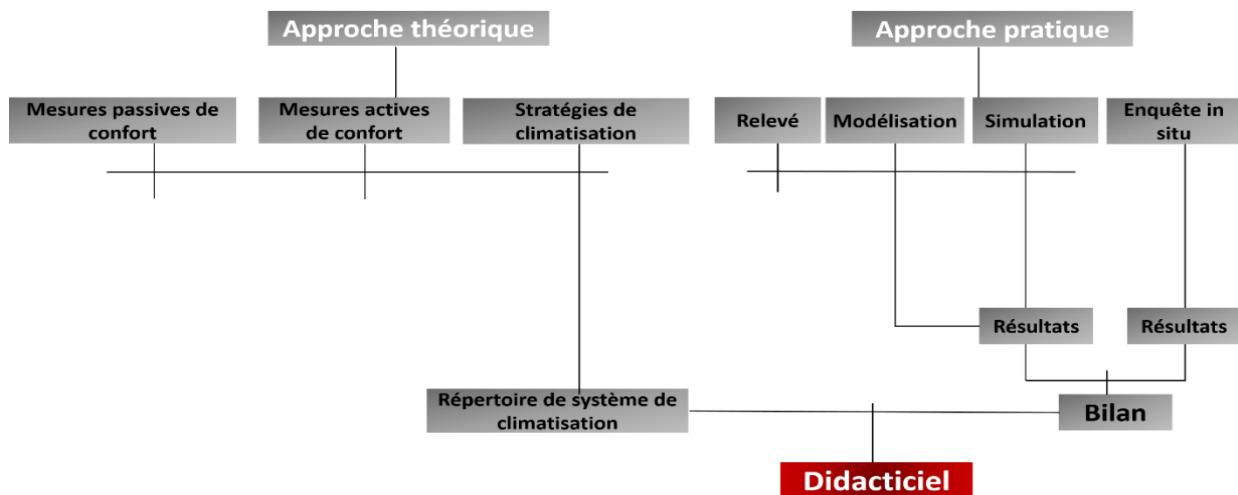 Approche théorique
Approche pratique
Mesures passives de
confort
Mesures actives
de confort
Stratégies de
climatisation
Relevé
Modélisation
Simulation
Enquête in
situ
Résultats
Résultats
Répertoire de système de
climatisation
Bilan
Didacticiel